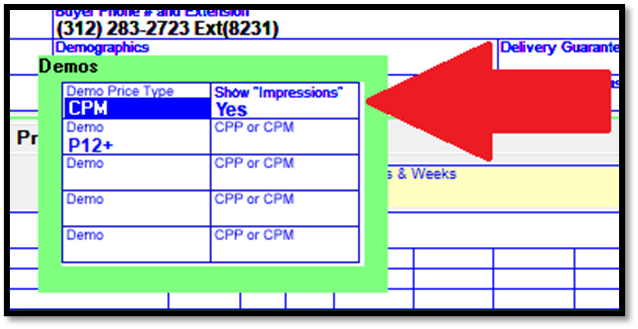 Buyer Phone # and Extension
(312) 283-2723 Ext(8231)
Demographics
Delivery Guarante
Demos
Demo Price Type
Show "Impressions"
CPM
Yes
Pr
Demo
CPP or CPM
P12+
s & Weeks
Demo
CPP or CPM
Demo
CPP or CPM
Demo
CPP or CPM